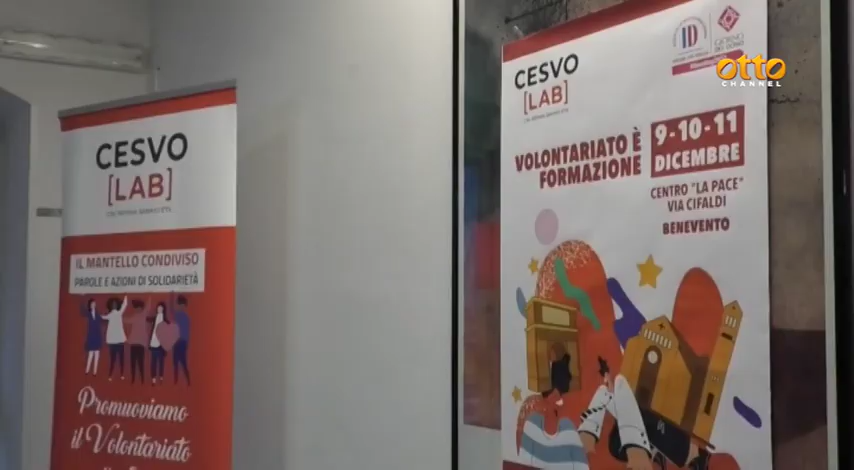 CESVO
[LAB]
IL MANTELLO CONDIVISO
PAROLE E AZIONI DI SOLIDARIETÀ
Promuoviamo
il Volontariato
otto
CHANNEL
CESVO
[LAB]
VOLONTARIATO È
FORMAZIONE
9-10-11
DICEMBRE
CENTRO "LA PACE"
VIA CIFALDI
BENEVENTO